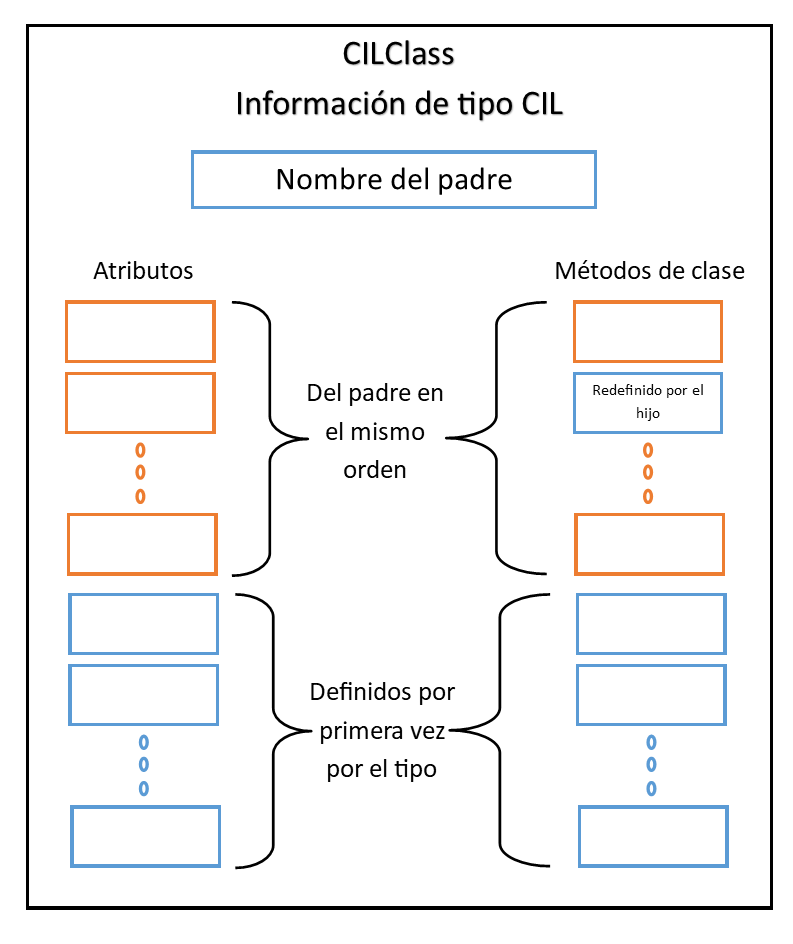 CILClass
Información de tipo CIL
Nombre del padre
Atributos
Métodos de clase
Del padre en
el mismo
orden
Redefinido por el
hijo
Definidos por
primera vez
por el tipo